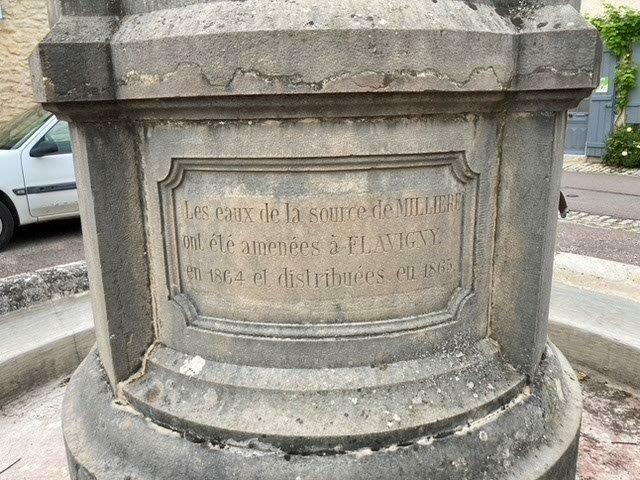 Les eaux de la source de MILLIERE
ont été amenées à FLAVIGNY.
en 1864 et distribuées en 1865.